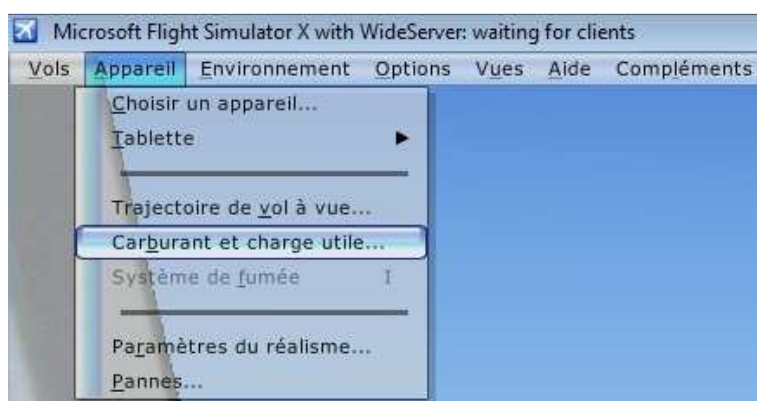 Microsoft Flight Simulator X with WideServer: waiting for clients
Vols Appareil Environnement Options Vues Aide Compléments
Choisir un appareil...
Tablette
Trajectoire de vol à vue...
Carburant et charge utile...
Système de fumée I
Paramètres du réalisme...
Pannes...